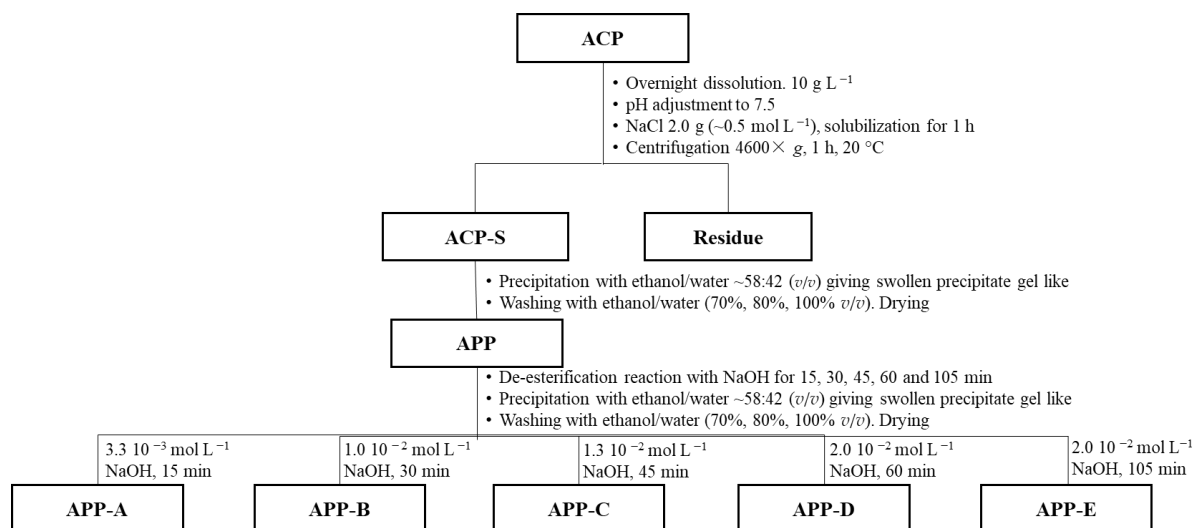 ACP
• Overnight dissolution. 10 g L⁻¹
• pH adjustment to 7.5
• NaCl 2.0 g (~0.5 mol L⁻¹), solubilization for 1 h
• Centrifugation 4600× g, 1 h, 20 °C
ACP-S
Residue
• Precipitation with ethanol/water ~58:42 (v/v) giving swollen precipitate gel like
• Washing with ethanol/water (70%, 80%, 100% v/v). Drying
APP
• De-esterification reaction with NaOH for 15, 30, 45, 60 and 105 min
• Precipitation with ethanol/water ~58:42 (v/v) giving swollen precipitate gel like
• Washing with ethanol/water (70%, 80%, 100% v/v). Drying
3.3 10⁻³ mol L⁻¹
NaOH, 15 min
1.0 10⁻² mol L⁻¹
NaOH, 30 min
1.3 10⁻² mol L⁻¹
NaOH, 45 min
2.0 10⁻² mol L⁻¹
NaOH, 60 min
2.0 10⁻² mol L⁻¹
NaOH, 105 min
APP-A
APP-B
APP-C
APP-D
APP-E